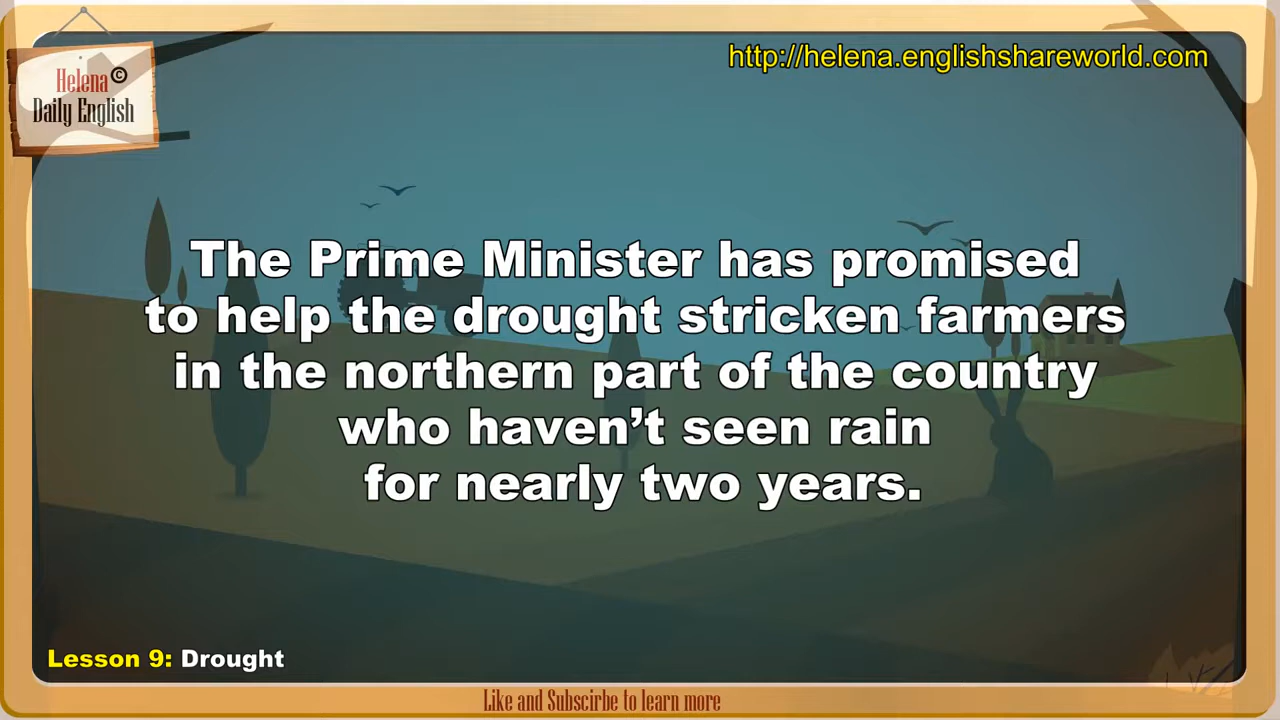 http://helena.englishshareworld.com
Helena©
Daily English
The Prime Minister has promised
to help the drought stricken farmers
in the northern part of the country
who haven’t seen rain
for nearly two years.
Lesson 9: Drought
Like and Subscirbe to learn more